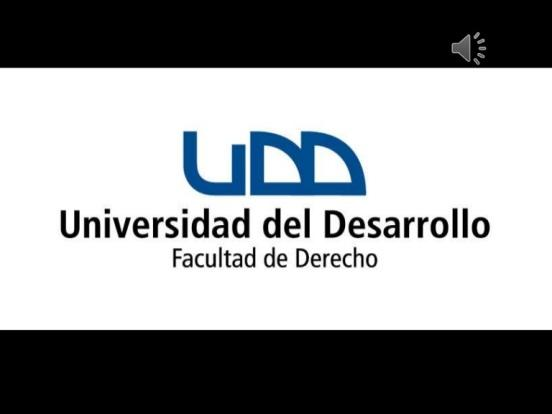 UDD
Universidad del Desarrollo
Facultad de Derecho